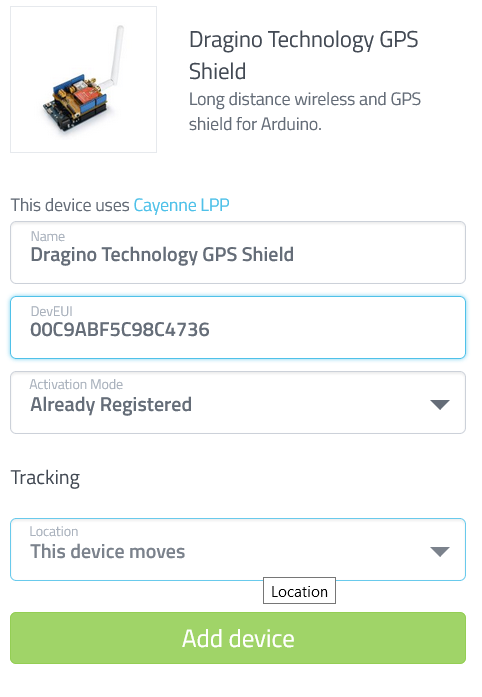 Dragino Technology GPS
Shield
Long distance wireless and GPS
shield for Arduino.
This device uses Cayenne LPP
Name
Dragino Technology GPS Shield
DevEUI
00C9ABF5C98C4736
Activation Mode
Already Registered
Tracking
Location
This device moves
Location
Add device